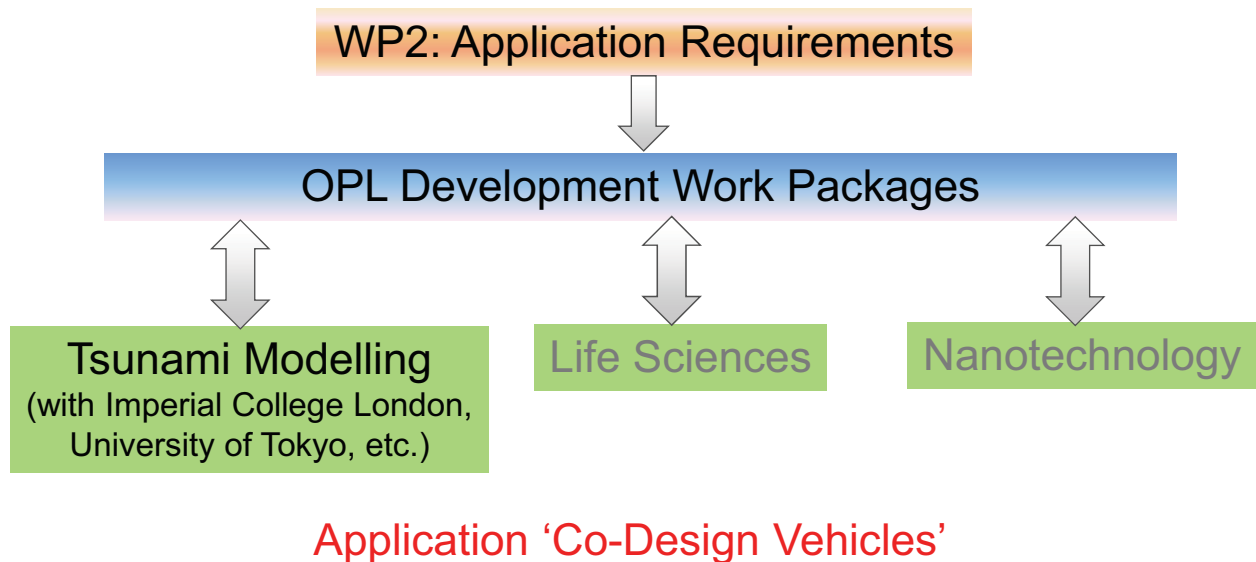 WP2: Application Requirements
OPL Development Work Packages
Tsunami Modelling
(with Imperial College London,
University of Tokyo, etc.)
Life Sciences
Nanotechnology
Application ‘Co-Design Vehicles’